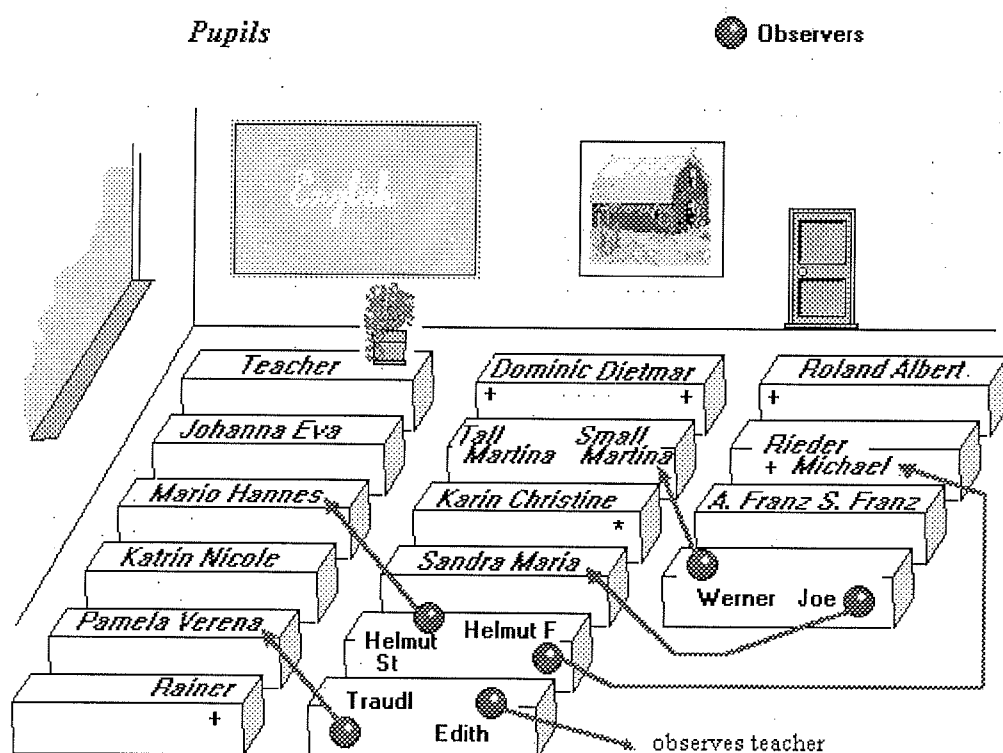 Pupils
Observers
English
Teacher
Dominic Dietmar
Roland Albert
+ +
+
Johanna Eva
Tall Small
Martina Martina
Rieder
+ Michael
Mario Hannes
Karin Christine
*
A. Franz S. Franz
Katrin Nicole
Sandra Maria
Werner Joe
Pamela Verena
Helmut St
Helmut F
Rainer
+
Traudl
Edith
observes teacher